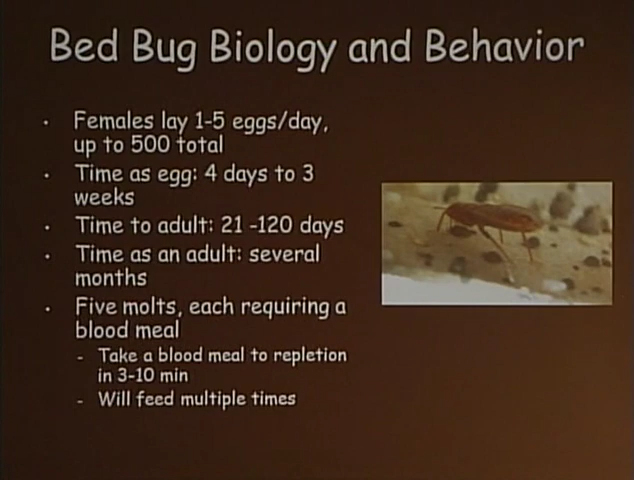 Bed Bug Biology and Behavior
· Females lay 1-5 eggs/day,
up to 500 total
· Time as egg: 4 days to 3
weeks
· Time to adult: 21 -120 days
· Time as an adult: several
months
· Five molts, each requiring a
blood meal
- Take a blood meal to repletion
in 3-10 min
- Will feed multiple times